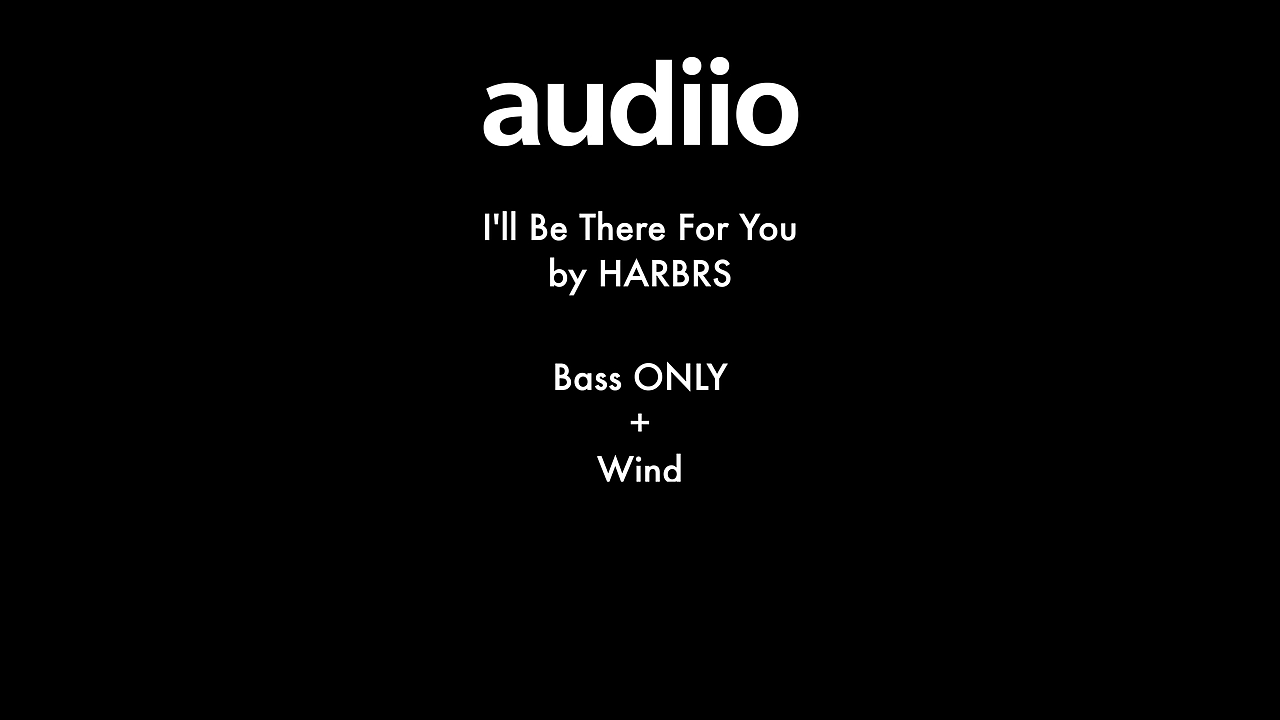 audiio
I'll Be There For You
by HARBRS
Bass ONLY
+
Wind